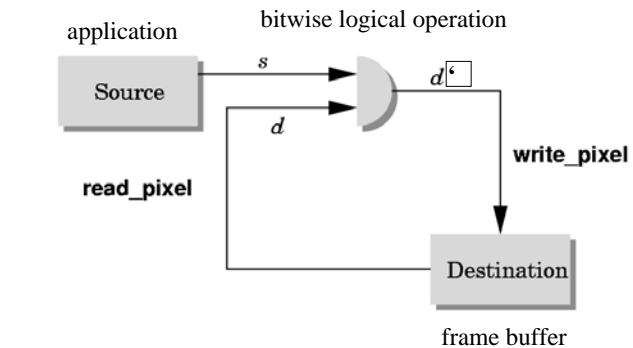 bitwise logical operation
application
s
Source
d‘
d
write_pixel
read_pixel
Destination
frame buffer